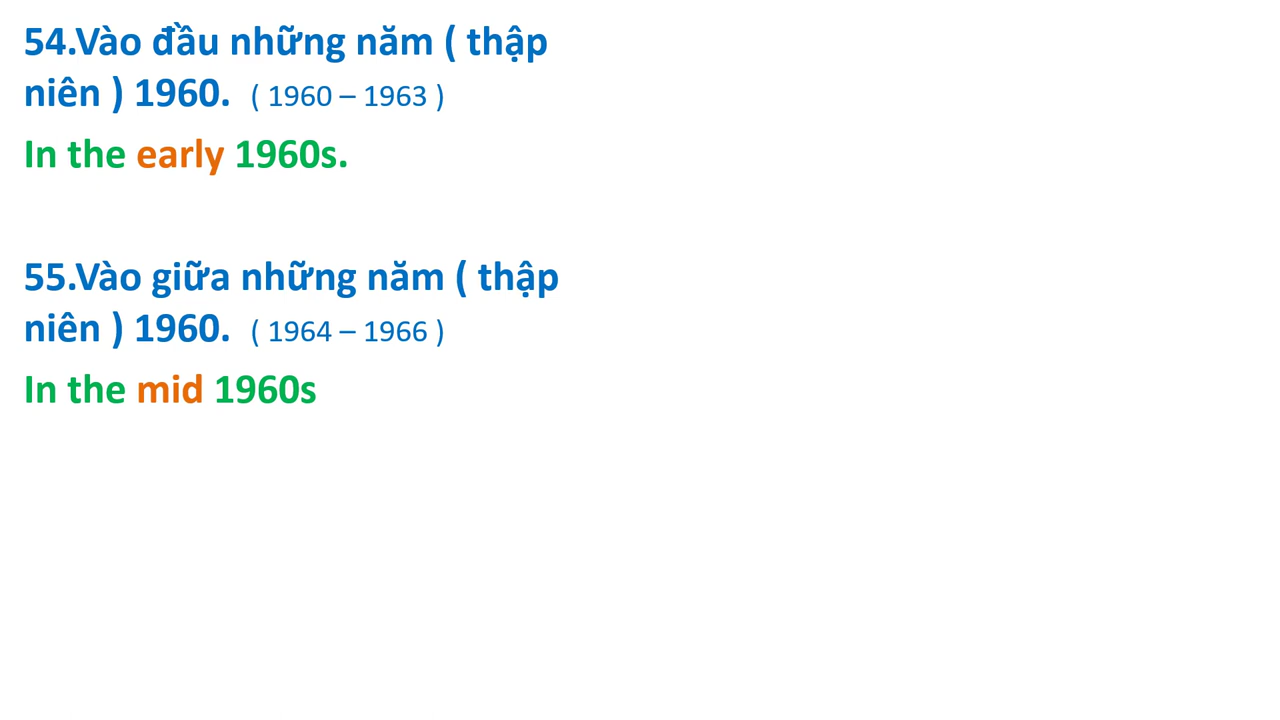 54.Vào đầu những năm ( thập
niên ) 1960. ( 1960 – 1963 )
In the early 1960s.
55.Vào giữa những năm ( thập
niên ) 1960. ( 1964 – 1966 )
In the mid 1960s